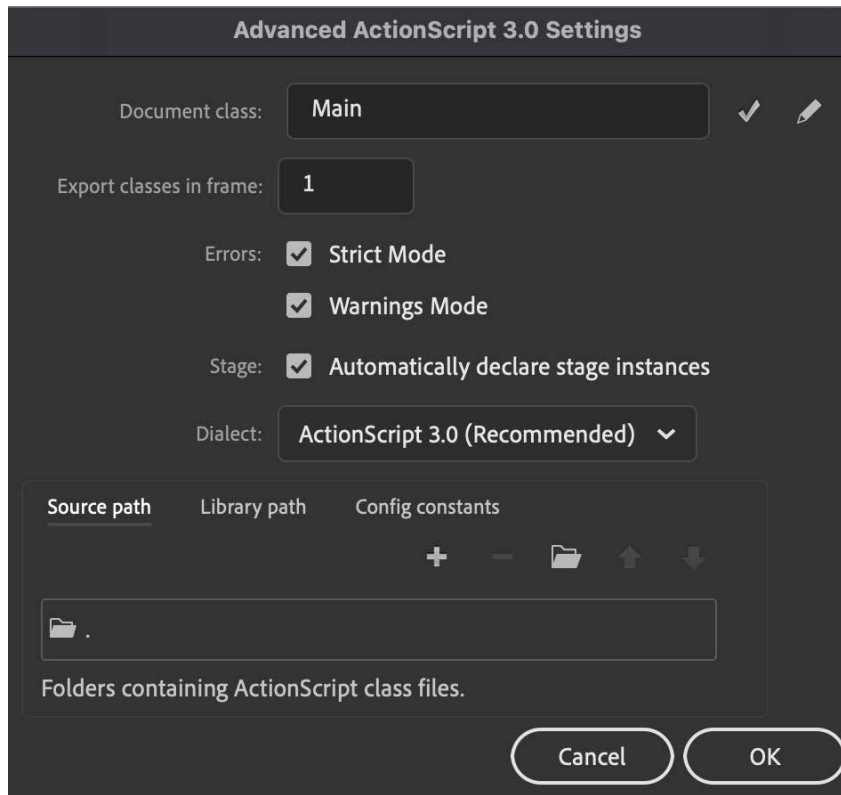 Advanced ActionScript 3.0 Settings
Document class: Main
Export classes in frame: 1
Errors: Strict Mode
Warnings Mode
Stage: Automatically declare stage instances
Dialect: ActionScript 3.0 (Recommended)
Source path Library path Config constants
.
Folders containing ActionScript class files.
Cancel OK